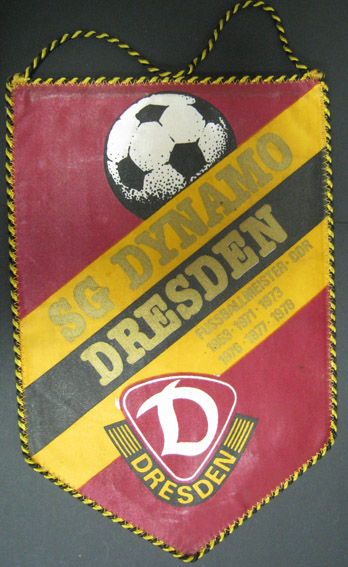 SG DYNAMO
DRESDEN
FUSSBALLMEISTER · DDR
· 1953 · 1971 · 1973
1976 · 1977 · 1978
D
DRESDEN